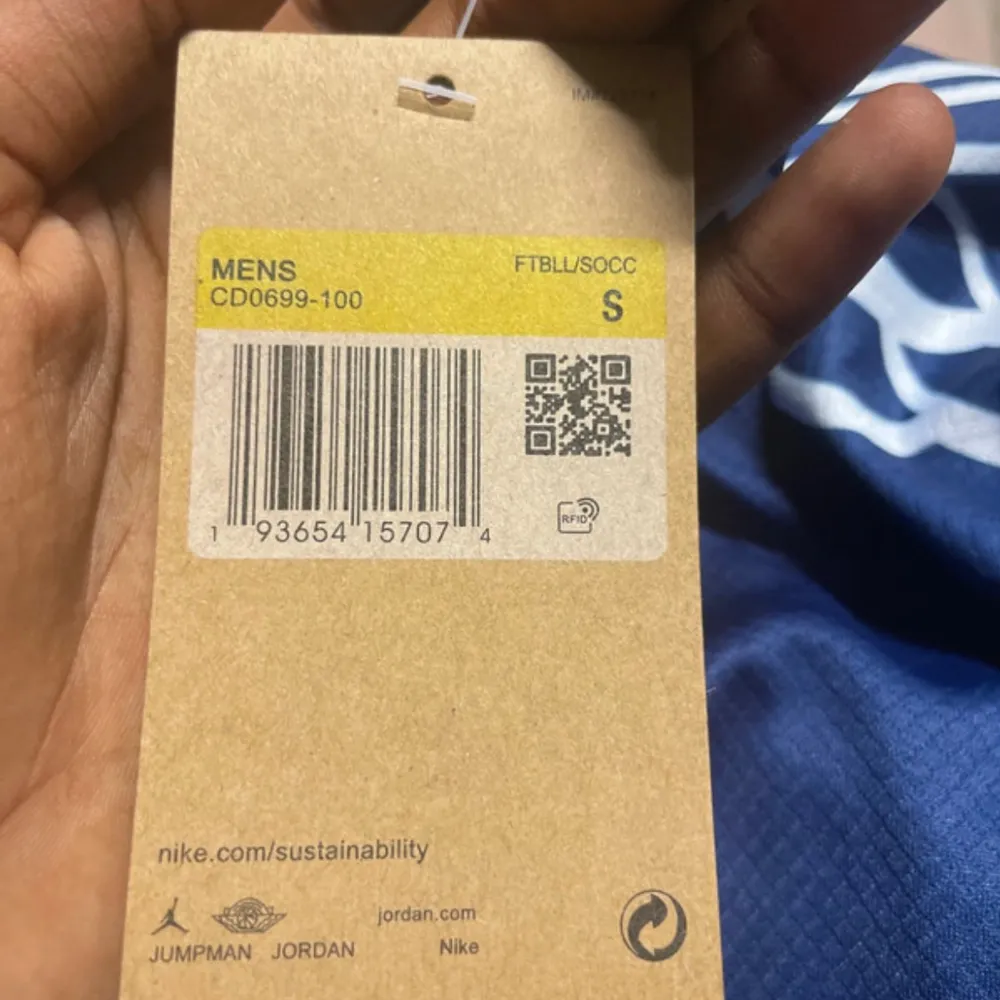 MENS
FTBLL/SOCC
CD0699-100
S
1 93654 15707 4
RFID
nike.com/sustainability
jordan.com
JUMPMAN JORDAN Nike